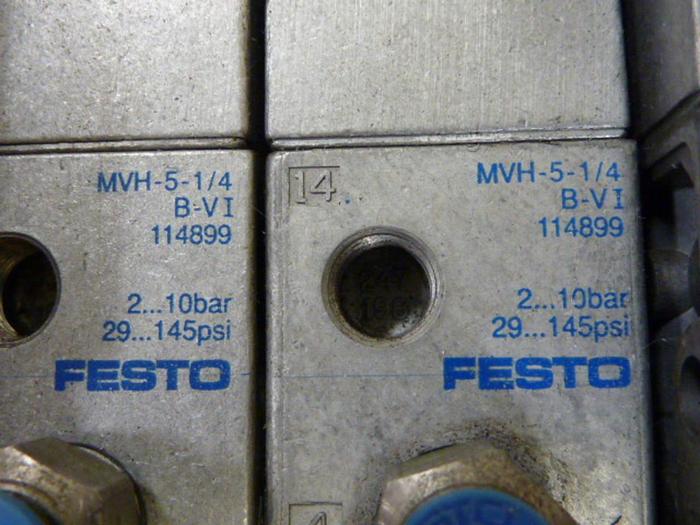 MVH-5-1/4
B-VI
114899
2...10bar
29...145psi
FESTO
14
MVH-5-1/4
B-VI
114899
2...10bar
29...145psi
FESTO
4